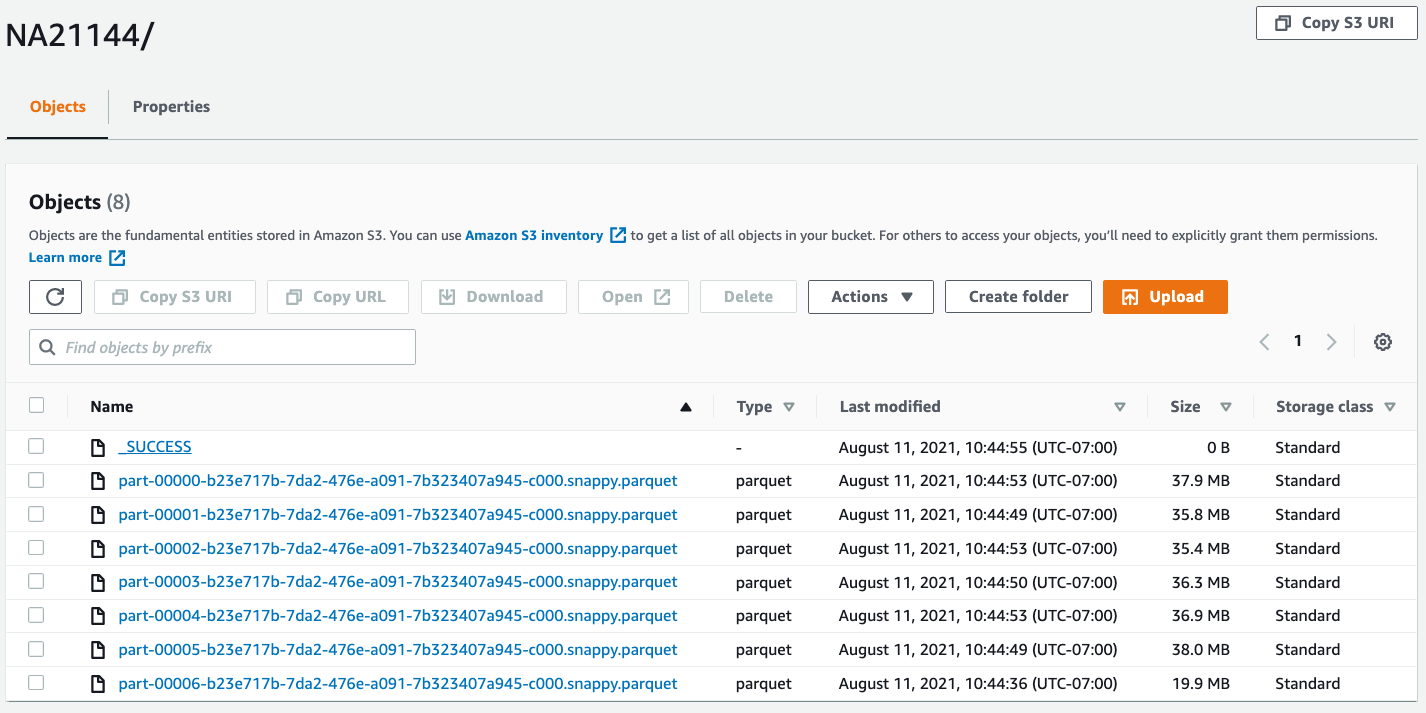 NA21144/
Copy S3 URI
Objects
Properties
Objects (8)
Objects are the fundamental entities stored in Amazon S3. You can use Amazon S3 inventory to get a list of all objects in your bucket. For others to access your objects, you'll need to explicitly grant them permissions.
Learn more
Copy S3 URI Copy URL Download Open Delete Actions Create folder Upload
Find objects by prefix 1
Name Type Last modified Size Storage class
_SUCCESS - August 11, 2021, 10:44:55 (UTC-07:00) 0 B Standard
part-00000-b23e717b-7da2-476e-a091-7b323407a945-c000.snappy.parquet parquet August 11, 2021, 10:44:53 (UTC-07:00) 37.9 MB Standard
part-00001-b23e717b-7da2-476e-a091-7b323407a945-c000.snappy.parquet parquet August 11, 2021, 10:44:49 (UTC-07:00) 35.8 MB Standard
part-00002-b23e717b-7da2-476e-a091-7b323407a945-c000.snappy.parquet parquet August 11, 2021, 10:44:53 (UTC-07:00) 35.4 MB Standard
part-00003-b23e717b-7da2-476e-a091-7b323407a945-c000.snappy.parquet parquet August 11, 2021, 10:44:50 (UTC-07:00) 36.3 MB Standard
part-00004-b23e717b-7da2-476e-a091-7b323407a945-c000.snappy.parquet parquet August 11, 2021, 10:44:53 (UTC-07:00) 36.9 MB Standard
part-00005-b23e717b-7da2-476e-a091-7b323407a945-c000.snappy.parquet parquet August 11, 2021, 10:44:49 (UTC-07:00) 38.0 MB Standard
part-00006-b23e717b-7da2-476e-a091-7b323407a945-c000.snappy.parquet parquet August 11, 2021, 10:44:36 (UTC-07:00) 19.9 MB Standard